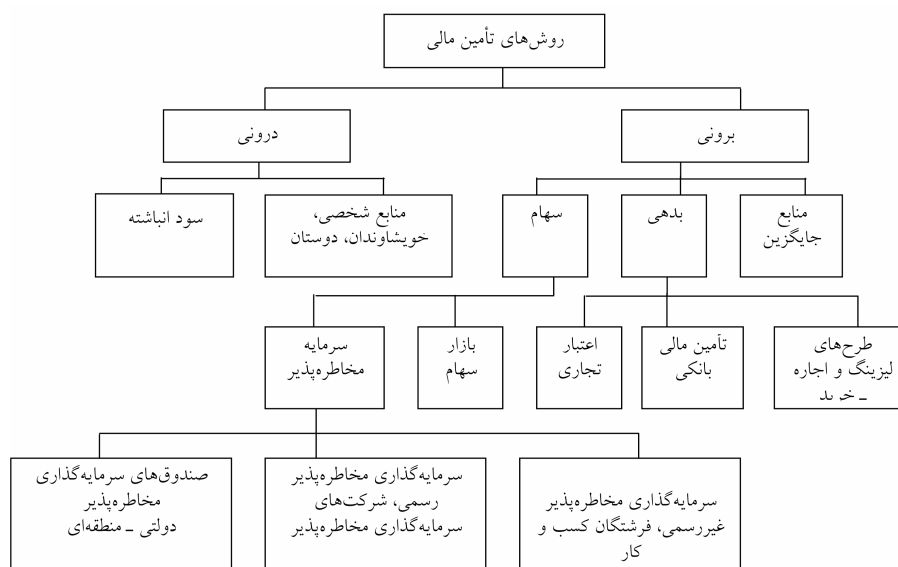 روش‌های تأمین مالی
برونی
درونی
منابع
جایگزین
بدهی
سهام
منابع شخصی،
خویشاوندان، دوستان
سود انباشته
طرح‌های
لیزینگ و اجاره
ـ خرید
تأمین مالی
بانکی
اعتبار
تجاری
بازار
سهام
سرمایه
مخاطره‌پذیر
سرمایه‌گذاری مخاطره‌پذیر
غیررسمی، فرشتگان کسب و
کار
سرمایه‌گذاری مخاطره‌پذیر
رسمی، شرکت‌های
سرمایه‌گذاری مخاطره‌پذیر
صندوق‌های سرمایه‌گذاری
مخاطره‌پذیر
دولتی ـ منطقه‌ای